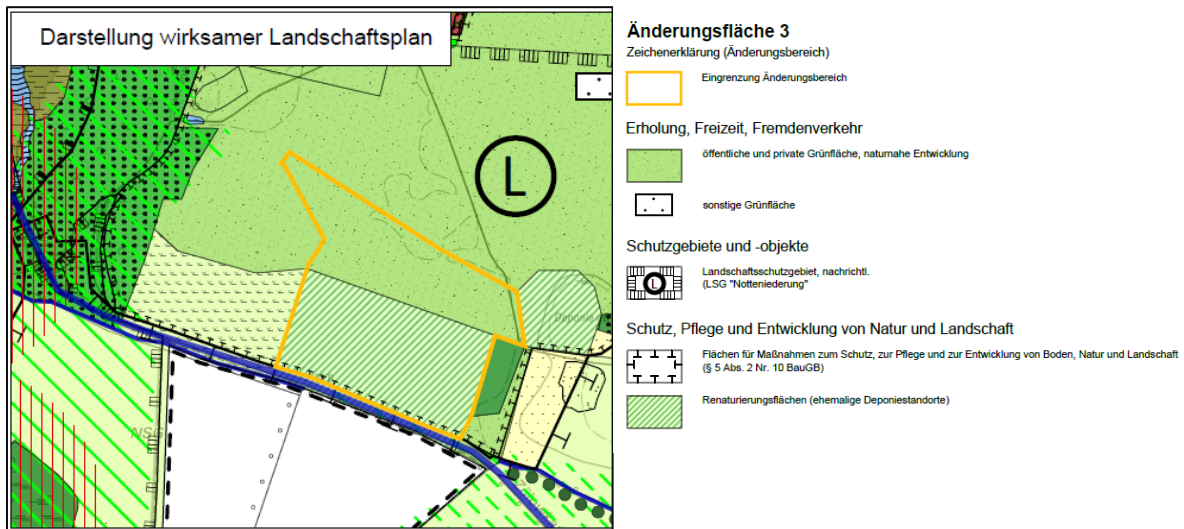 Darstellung wirksamer Landschaftsplan
L
Deponie
NSG
Änderungsfläche 3
Zeichenerklärung (Änderungsbereich)
Eingrenzung Änderungsbereich
Erholung, Freizeit, Fremdenverkehr
öffentliche und private Grünfläche, naturnahe Entwicklung
sonstige Grünfläche
Schutzgebiete und -objekte
L
Landschaftsschutzgebiet, nachrichtl.
(LSG "Notteniederung"
Schutz, Pflege und Entwicklung von Natur und Landschaft
Flächen für Maßnahmen zum Schutz, zur Pflege und zur Entwicklung von Boden, Natur und Landschaft
(§ 5 Abs. 2 Nr. 10 BauGB)
Renaturierungsflächen (ehemalige Deponiestandorte)